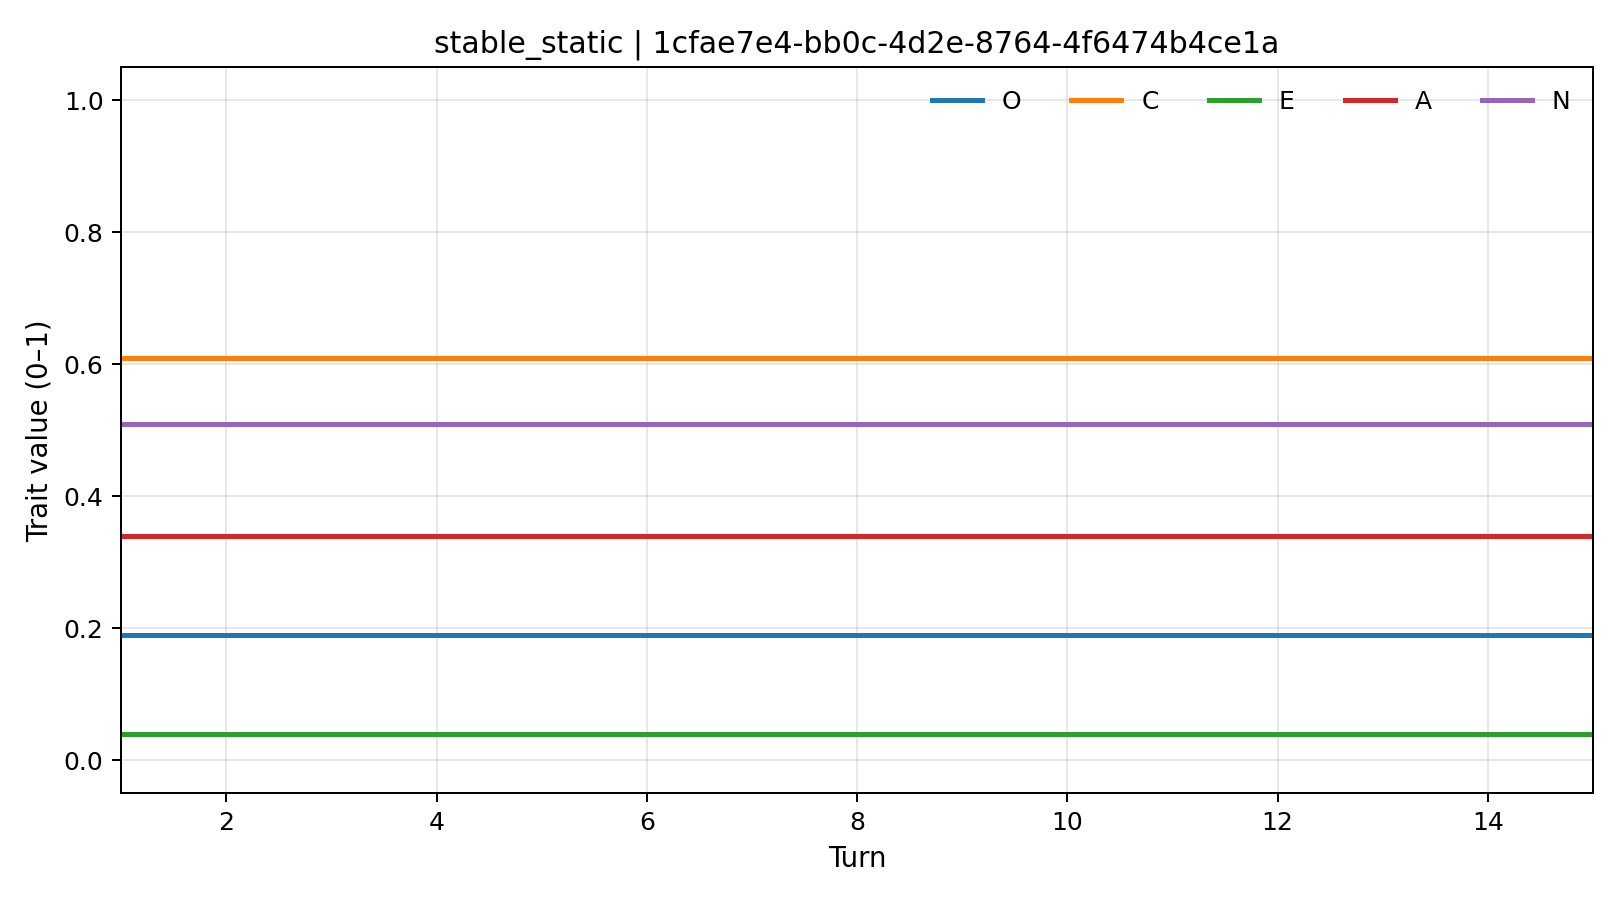 stable_static | 1cfae7e4-bb0c-4d2e-8764-4f6474b4ce1a
O C E A N
1.0
0.8
0.6
0.4
0.2
0.0
Trait value (0–1)
2 4 6 8 10 12 14
Turn